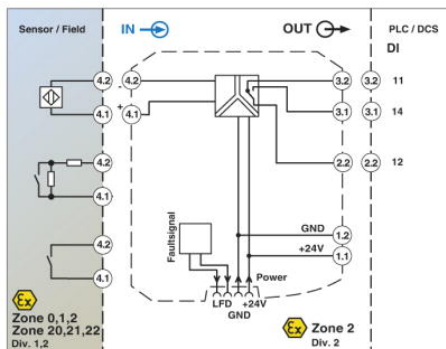 Sensor / Field IN OUT PLC / DCS
DI
4.2 4.2 - 3.2 3.2 11
4.1 + 4.1 3.1 3.1 14
4.2 2.2 2.2 12
4.1
Faultsignal
GND 1.2
4.2 +24V 1.1
4.1 Power
LFD +24V
GND
Ex
Zone 0,1,2
Zone 20,21,22
Div. 1,2
Ex Zone 2
Div. 2